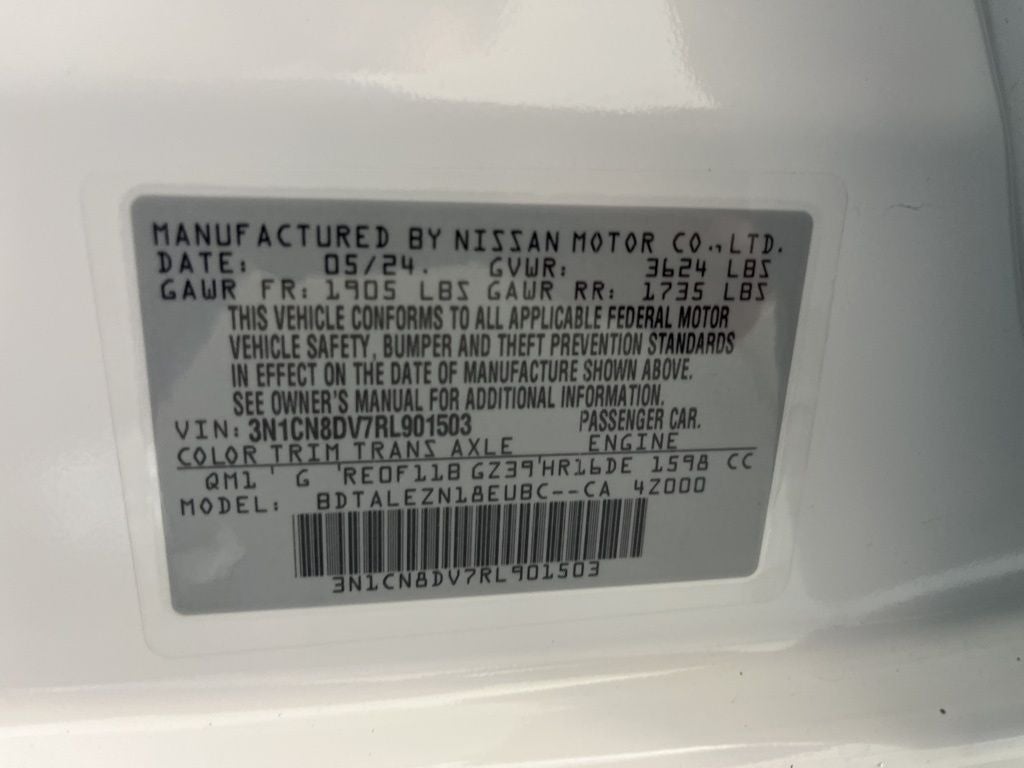 MANUFACTURED BY NISSAN MOTOR CO.,LTD.
DATE: 05/24. GVWR: 3624 LBS
GAWR FR: 1905 LBS GAWR RR: 1735 LBS
THIS VEHICLE CONFORMS TO ALL APPLICABLE FEDERAL MOTOR
VEHICLE SAFETY, BUMPER AND THEFT PREVENTION STANDARDS
IN EFFECT ON THE DATE OF MANUFACTURE SHOWN ABOVE.
SEE OWNER'S MANUAL FOR ADDITIONAL INFORMATION.
VIN: 3N1CN8DV7RL901503 PASSENGER CAR.
COLOR TRIM TRANS AXLE ENGINE
QM1 ' G 'RE0F11B GZ39'HR16DE 1598 CC
MODEL: BDTALEZN18EUBC--CA 4Z000
3N1CN8DV7RL901503